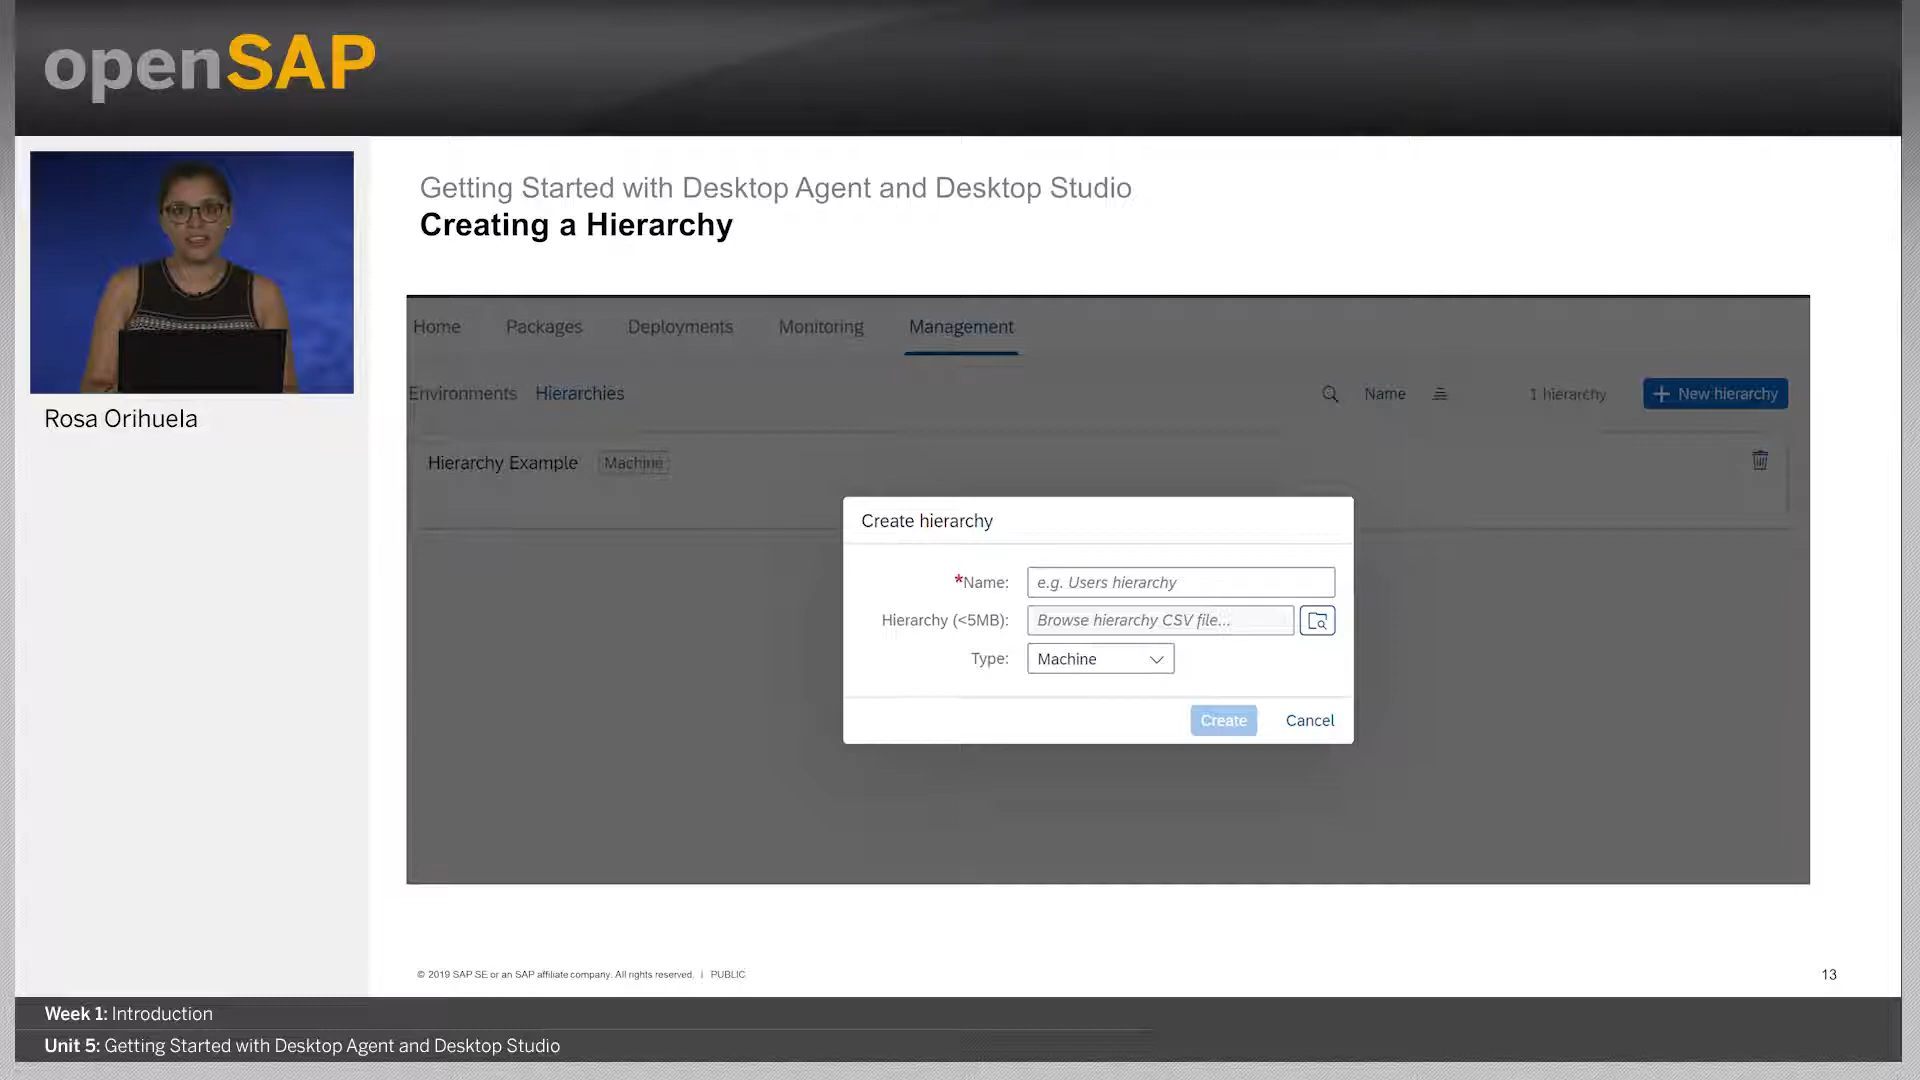 openSAP
Rosa Orihuela
Getting Started with Desktop Agent and Desktop Studio
Creating a Hierarchy
Home Packages Deployments Monitoring Management
Environments Hierarchies Name 1 hierarchy + New hierarchy
Hierarchy Example Machine
Create hierarchy
*Name: e.g. Users hierarchy
Hierarchy (<5MB): Browse hierarchy CSV file...
Type: Machine
Create Cancel
© 2019 SAP SE or an SAP affiliate company. All rights reserved. | PUBLIC
13
Week 1: Introduction
Unit 5: Getting Started with Desktop Agent and Desktop Studio